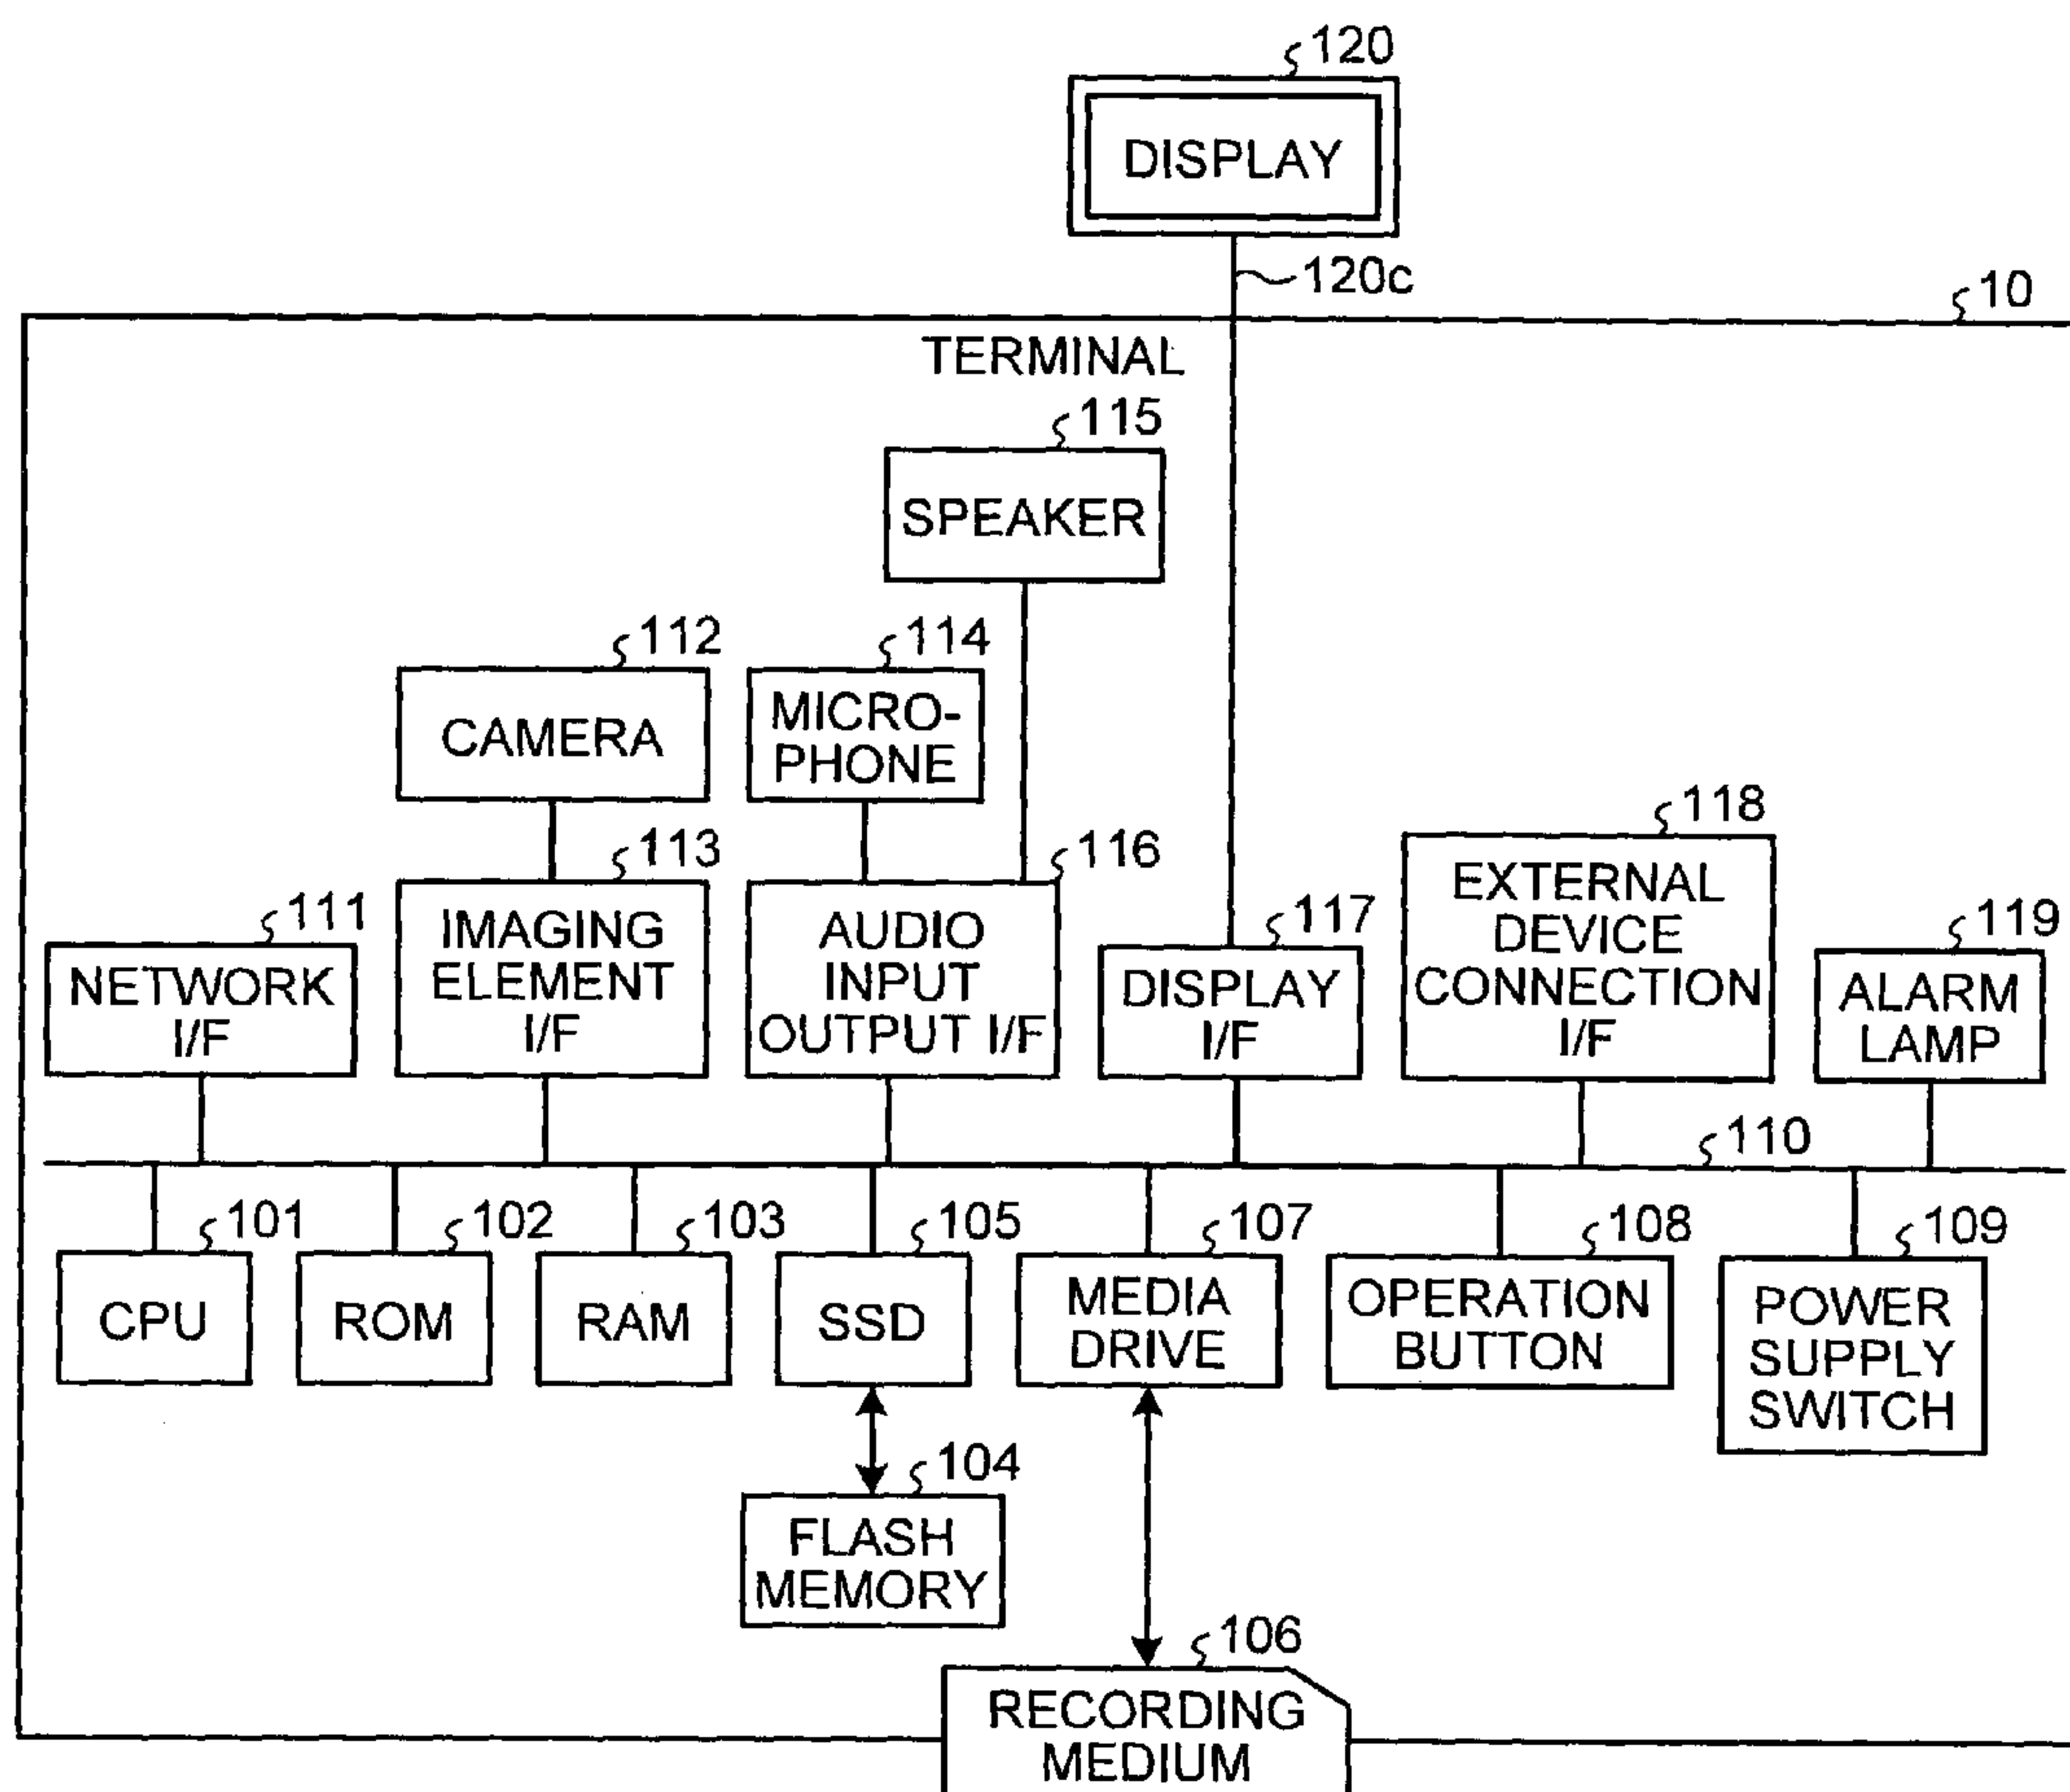 120
DISPLAY
120c
10
TERMINAL
115
SPEAKER
112
CAMERA
114
MICRO-
PHONE
111
NETWORK
I/F
113
IMAGING
ELEMENT
I/F
116
AUDIO
INPUT
OUTPUT I/F
117
DISPLAY
I/F
118
EXTERNAL
DEVICE
CONNECTION
I/F
119
ALARM
LAMP
110
101
CPU
102
ROM
103
RAM
105
SSD
107
MEDIA
DRIVE
108
OPERATION
BUTTON
109
POWER
SUPPLY
SWITCH
104
FLASH
MEMORY
106
RECORDING
MEDIUM